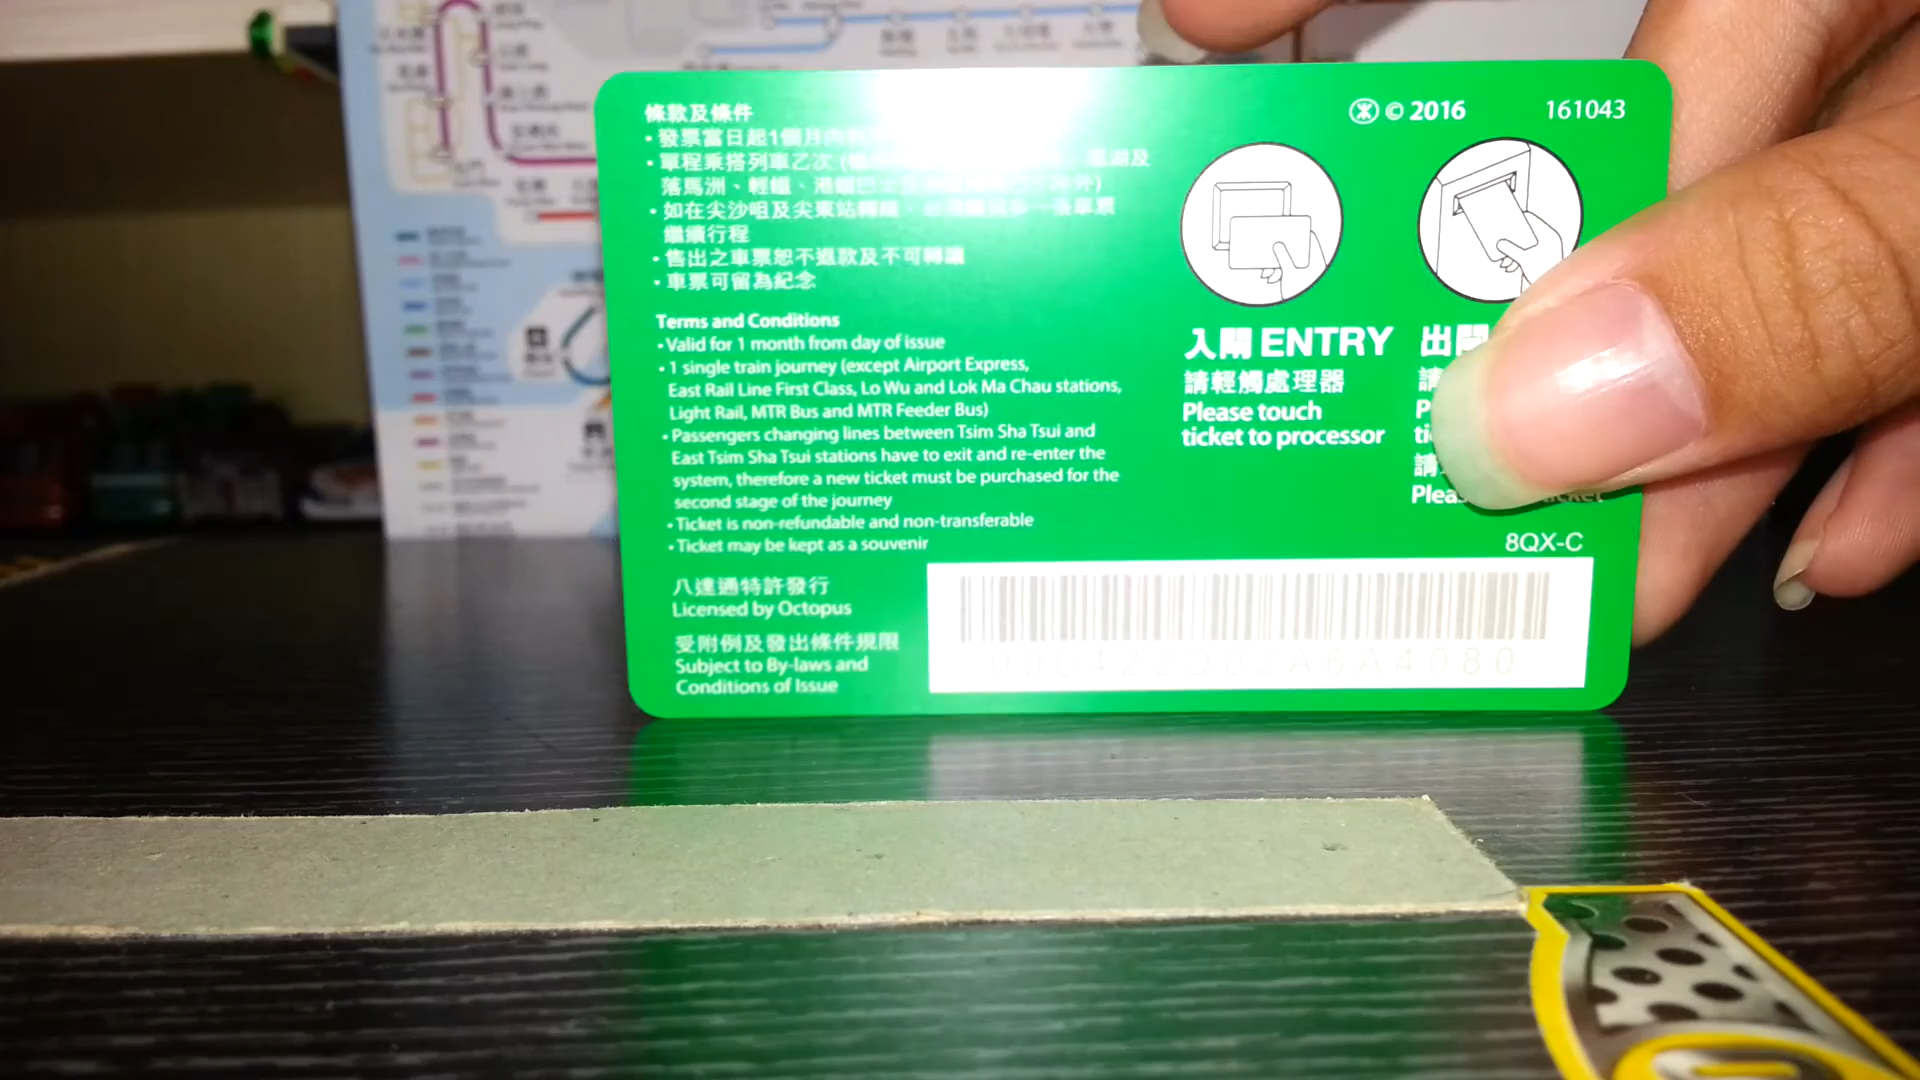 條款及條件
• 發票當日起1個月內
• 單程乘搭列車乙次 湖及
落馬洲、輕鐵、港鐵巴士
• 如在尖沙咀及尖東站轉綫， 車票
繼續行程
• 售出之車票恕不退款及不可轉讓
• 車票可留為紀念
Terms and Conditions
• Valid for 1 month from day of issue
• 1 single train journey (except Airport Express,
East Rail Line First Class, Lo Wu and Lok Ma Chau stations,
Light Rail, MTR Bus and MTR Feeder Bus)
• Passengers changing lines between Tsim Sha Tsui and
East Tsim Sha Tsui stations have to exit and re-enter the
system, therefore a new ticket must be purchased for the
second stage of the journey
• Ticket is non-refundable and non-transferable
• Ticket may be kept as a souvenir
八達通特許發行
Licensed by Octopus
受附例及發出條件規限
Subject to By-laws and
Conditions of Issue
© 2016 161043
入閘 ENTRY
請輕觸處理器
Please touch
ticket to processor
出閘
請
請
8QX-C